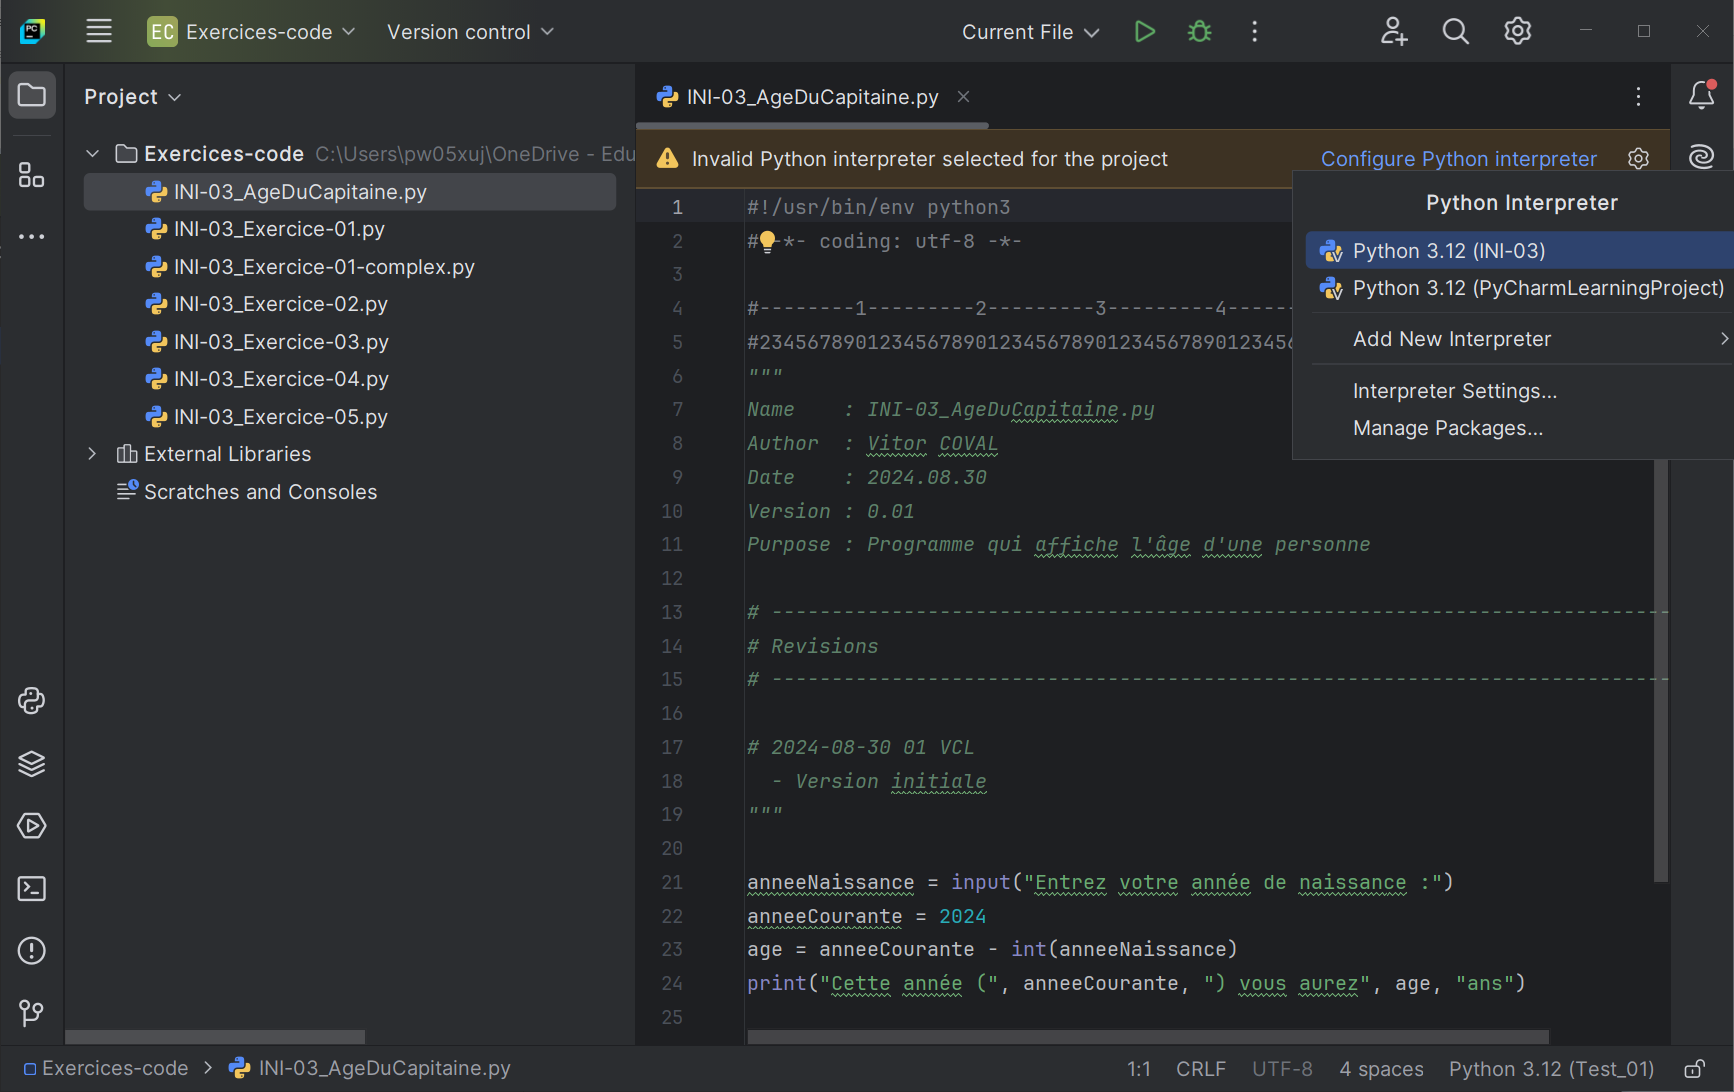 PC
EC Exercices-code
Version control
Current File
Project
Exercices-code C:\Users\pw05xuj\OneDrive - Edu
INI-03_AgeDuCapitaine.py
INI-03_Exercice-01.py
INI-03_Exercice-01-complex.py
INI-03_Exercice-02.py
INI-03_Exercice-03.py
INI-03_Exercice-04.py
INI-03_Exercice-05.py
External Libraries
Scratches and Consoles
INI-03_AgeDuCapitaine.py
Invalid Python interpreter selected for the project Configure Python interpreter
Python Interpreter
Python 3.12 (INI-03)
Python 3.12 (PyCharmLearningProject)
Add New Interpreter
Interpreter Settings...
Manage Packages...
1 #!/usr/bin/env python3
2 # -*- coding: utf-8 -*-
3
4 #--------1---------2---------3---------4------
5 #234567890123456789012345678901234567890123456
6 """
7 Name    : INI-03_AgeDuCapitaine.py
8 Author  : Vitor COVAL
9 Date    : 2024.08.30
10 Version : 0.01
11 Purpose : Programme qui affiche l'âge d'une personne
12
13 # ---------------------------------------------------------------------------
14 # Revisions
15 # ---------------------------------------------------------------------------
16
17 # 2024-08-30 01 VCL
18   - Version initiale
19 """
20
21 anneeNaissance = input("Entrez votre année de naissance :")
22 anneeCourante = 2024
23 age = anneeCourante - int(anneeNaissance)
24 print("Cette année (", anneeCourante, ") vous aurez", age, "ans")
25
Exercices-code > INI-03_AgeDuCapitaine.py
1:1 CRLF UTF-8 4 spaces Python 3.12 (Test_01)